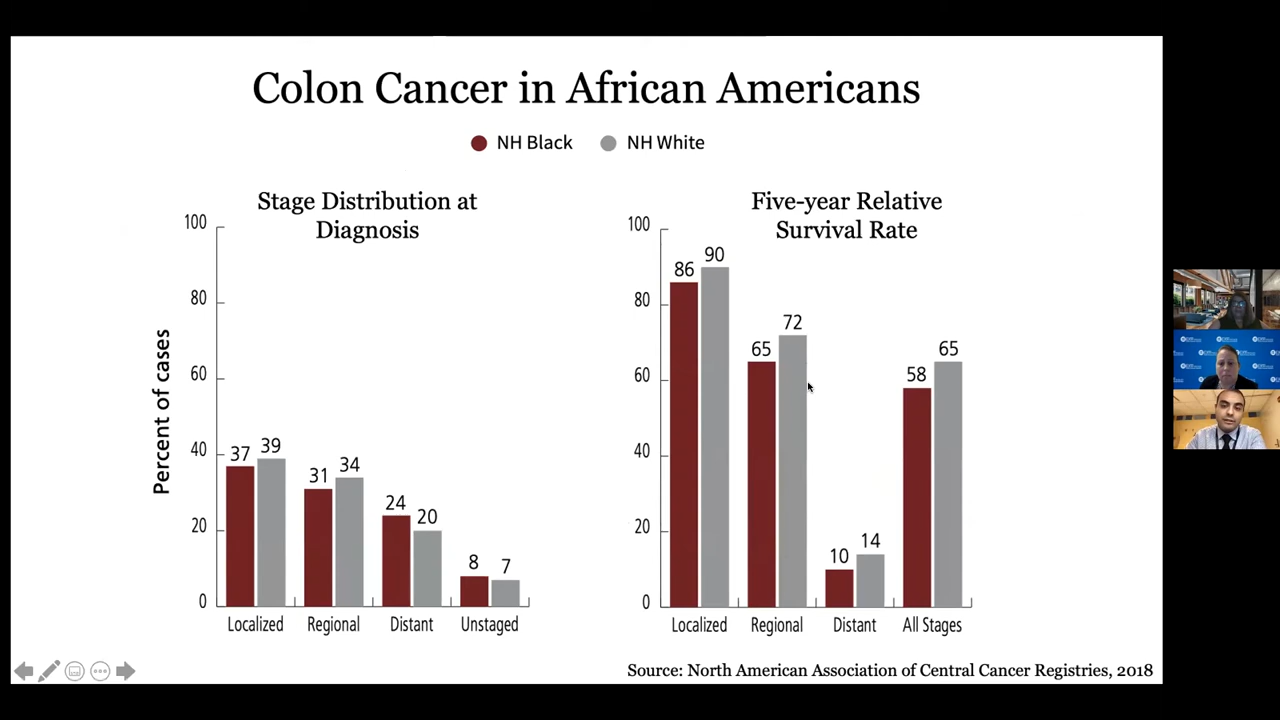 Colon Cancer in African Americans
NH Black NH White
Stage Distribution at
Diagnosis
Percent of cases
100
80
60
40
20
0
37 39 31 34 24 20 8 7
Localized Regional Distant Unstaged
Five-year Relative
Survival Rate
100
80
60
40
20
0
86 90 65 72 10 14 58 65
Localized Regional Distant All Stages
Source: North American Association of Central Cancer Registries, 2018